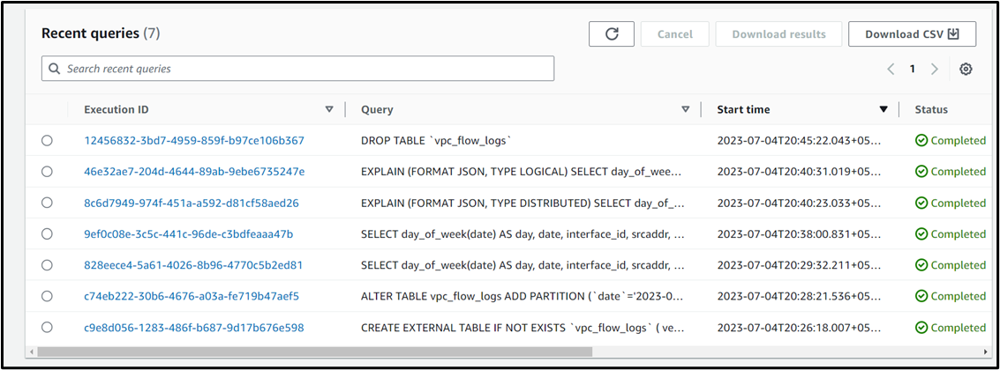 Recent queries (7)
Cancel
Download results
Download CSV
Search recent queries
1
Execution ID Query Start time Status
12456832-3bd7-4959-859f-b97ce106b367 DROP TABLE `vpc_flow_logs` 2023-07-04T20:45:22.043+05... Completed
46e32ae7-204d-4644-89ab-9ebe6735247e EXPLAIN (FORMAT JSON, TYPE LOGICAL) SELECT day_of_wee... 2023-07-04T20:40:31.019+05... Completed
8c6d7949-974f-451a-a592-d81cf58aed26 EXPLAIN (FORMAT JSON, TYPE DISTRIBUTED) SELECT day_of_... 2023-07-04T20:40:23.033+05... Completed
9ef0c08e-3c5c-441c-96de-c3bdfeaaa47b SELECT day_of_week(date) AS day, date, interface_id, srcaddr, ... 2023-07-04T20:38:00.831+05... Completed
828eece4-5a61-4026-8b96-4770c5b2ed81 SELECT day_of_week(date) AS day, date, interface_id, srcaddr, ... 2023-07-04T20:29:32.211+05... Completed
c74eb222-30b6-4676-a03a-fe719b47aef5 ALTER TABLE vpc_flow_logs ADD PARTITION (`date`='2023-0... 2023-07-04T20:28:21.536+05... Completed
c9e8d056-1283-486f-b687-9d17b676e598 CREATE EXTERNAL TABLE IF NOT EXISTS `vpc_flow_logs` ( ve... 2023-07-04T20:26:18.007+05... Completed